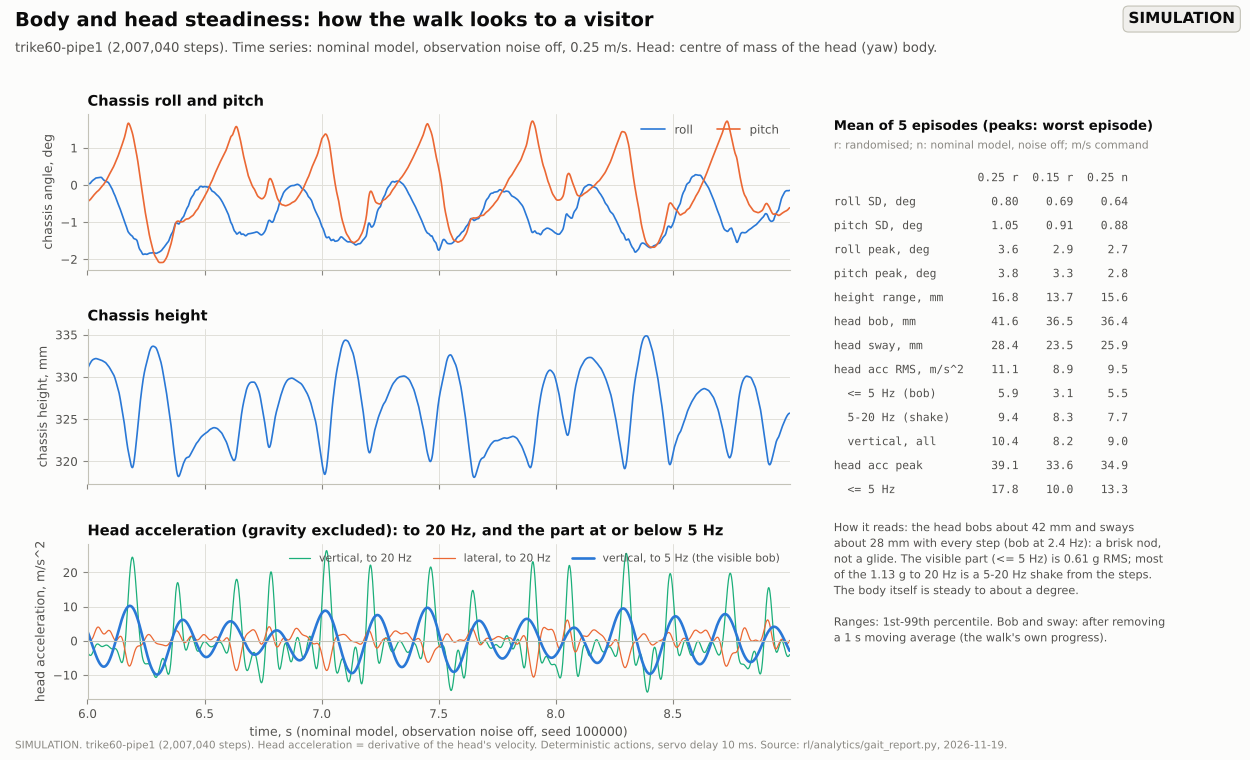 Body and head steadiness: how the walk looks to a visitor
SIMULATION
trike60-pipe1 (2,007,040 steps). Time series: nominal model, observation noise off, 0.25 m/s. Head: centre of mass of the head (yaw) body.
Chassis roll and pitch
roll
pitch
chassis angle, deg
1
0
−1
−2
Chassis height
chassis height, mm
335
330
325
320
Head acceleration (gravity excluded): to 20 Hz, and the part at or below 5 Hz
vertical, to 20 Hz
lateral, to 20 Hz
vertical, to 5 Hz (the visible bob)
head acceleration, m/s^2
20
10
0
−10
6.0
6.5
7.0
7.5
8.0
8.5
time, s (nominal model, observation noise off, seed 100000)
Mean of 5 episodes (peaks: worst episode)
r: randomised; n: nominal model, noise off; m/s command
0.25 r 0.15 r 0.25 n
roll SD, deg 0.80 0.69 0.64
pitch SD, deg 1.05 0.91 0.88
roll peak, deg 3.6 2.9 2.7
pitch peak, deg 3.8 3.3 2.8
height range, mm 16.8 13.7 15.6
head bob, mm 41.6 36.5 36.4
head sway, mm 28.4 23.5 25.9
head acc RMS, m/s^2 11.1 8.9 9.5
<= 5 Hz (bob) 5.9 3.1 5.5
5-20 Hz (shake) 9.4 8.3 7.7
vertical, all 10.4 8.2 9.0
head acc peak 39.1 33.6 34.9
<= 5 Hz 17.8 10.0 13.3
How it reads: the head bobs about 42 mm and sways
about 28 mm with every step (bob at 2.4 Hz): a brisk nod,
not a glide. The visible part (<= 5 Hz) is 0.61 g RMS; most
of the 1.13 g to 20 Hz is a 5-20 Hz shake from the steps.
The body itself is steady to about a degree.
Ranges: 1st-99th percentile. Bob and sway: after removing
a 1 s moving average (the walk's own progress).
SIMULATION. trike60-pipe1 (2,007,040 steps). Head acceleration = derivative of the head's velocity. Deterministic actions, servo delay 10 ms. Source: rl/analytics/gait_report.py, 2026-11-19.